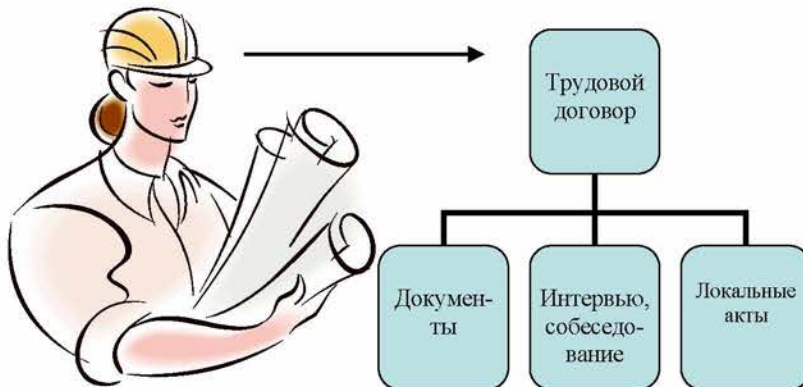 Трудовой
договор
Докумен-
ты
Интервью,
собеседо-
вание
Локальные
акты